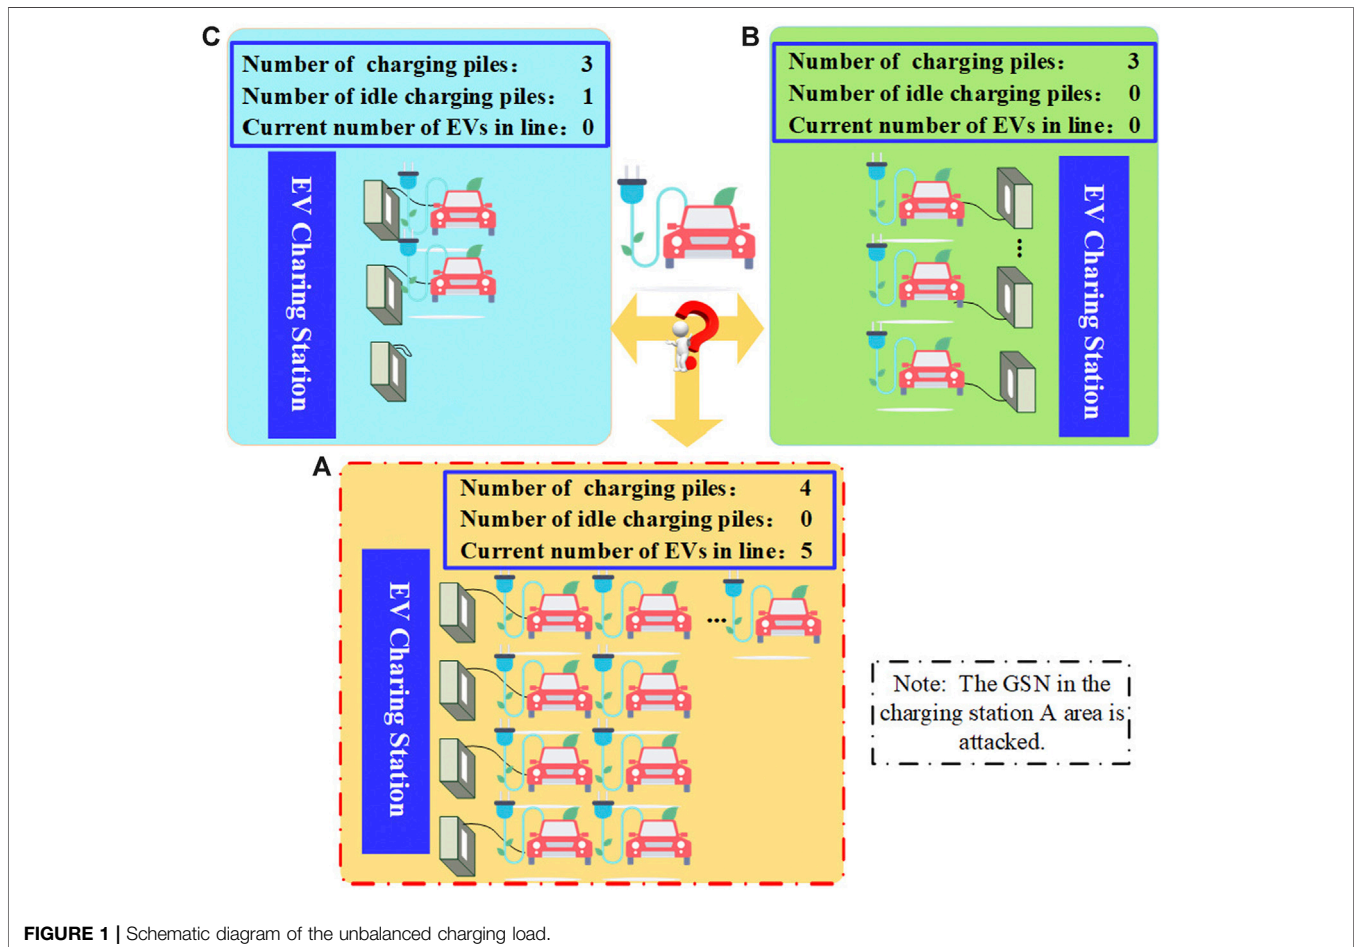 C
Number of charging piles： 3
Number of idle charging piles： 1
Current number of EVs in line： 0
EV Charing Station
B
Number of charging piles： 3
Number of idle charging piles： 0
Current number of EVs in line： 0
EV Charing Station
...
?
A
Number of charging piles： 4
Number of idle charging piles： 0
Current number of EVs in line： 5
EV Charing Station
...
Note: The GSN in the
charging station A area is
attacked.
FIGURE 1 | Schematic diagram of the unbalanced charging load.